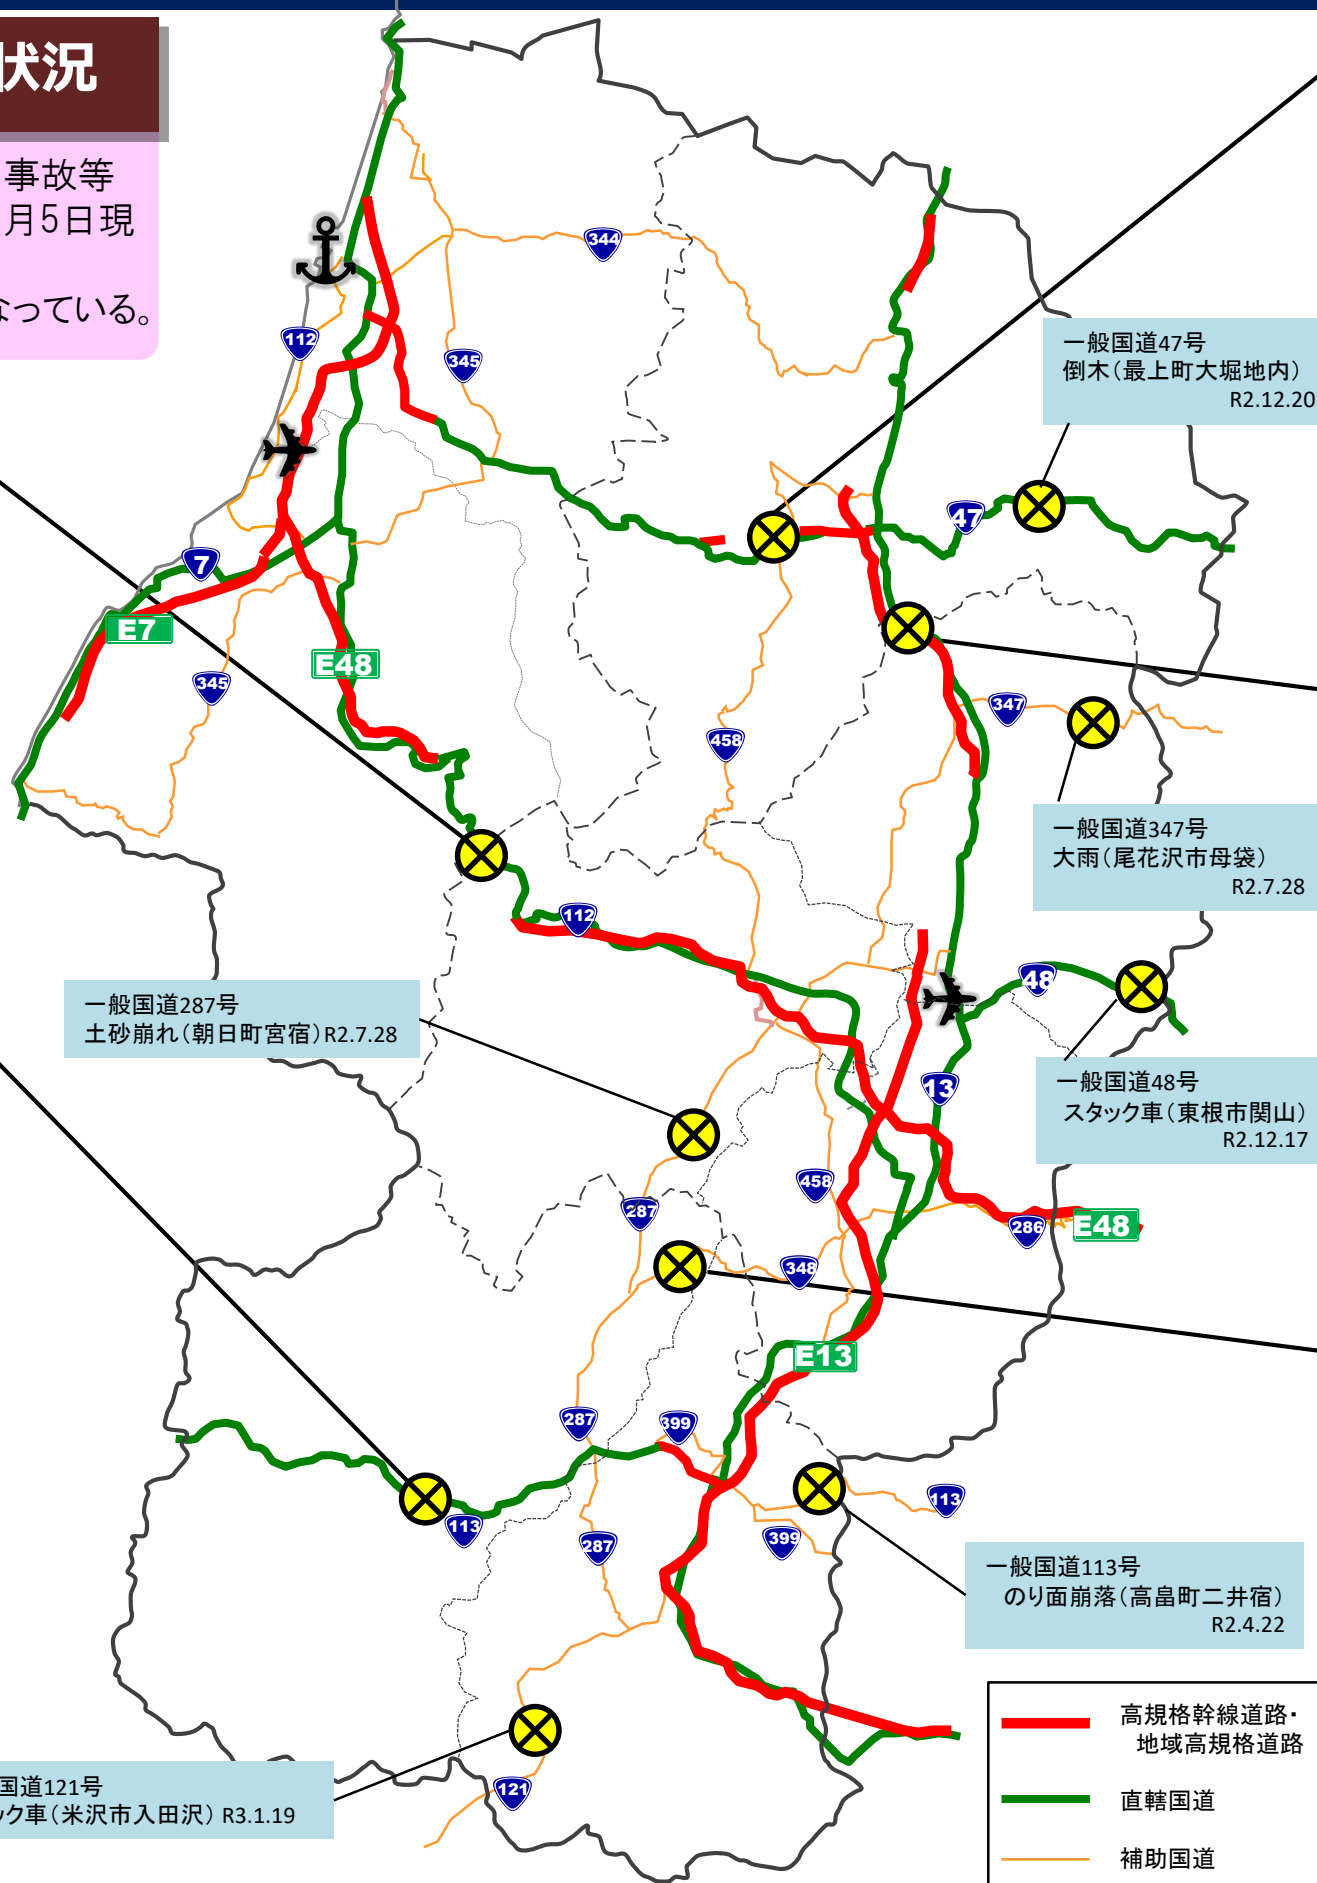 状況
事故等
月5日現
なっている。
344
112
345
一般国道47号
倒木（最上町大堀地内）
R2.12.20
47
7
E7
E48
345
347
458
一般国道347号
大雨（尾花沢市母袋）
R2.7.28
112
48
一般国道287号
土砂崩れ（朝日町宮宿）R2.7.28
13
一般国道48号
スタック車（東根市関山）
R2.12.17
458
287
286
E48
348
E13
287
399
113
113
287
399
一般国道113号
のり面崩落（高畠町二井宿）
R2.4.22
国道121号
ック車（米沢市入田沢）R3.1.19
121
高規格幹線道路・
地域高規格道路
直轄国道
補助国道